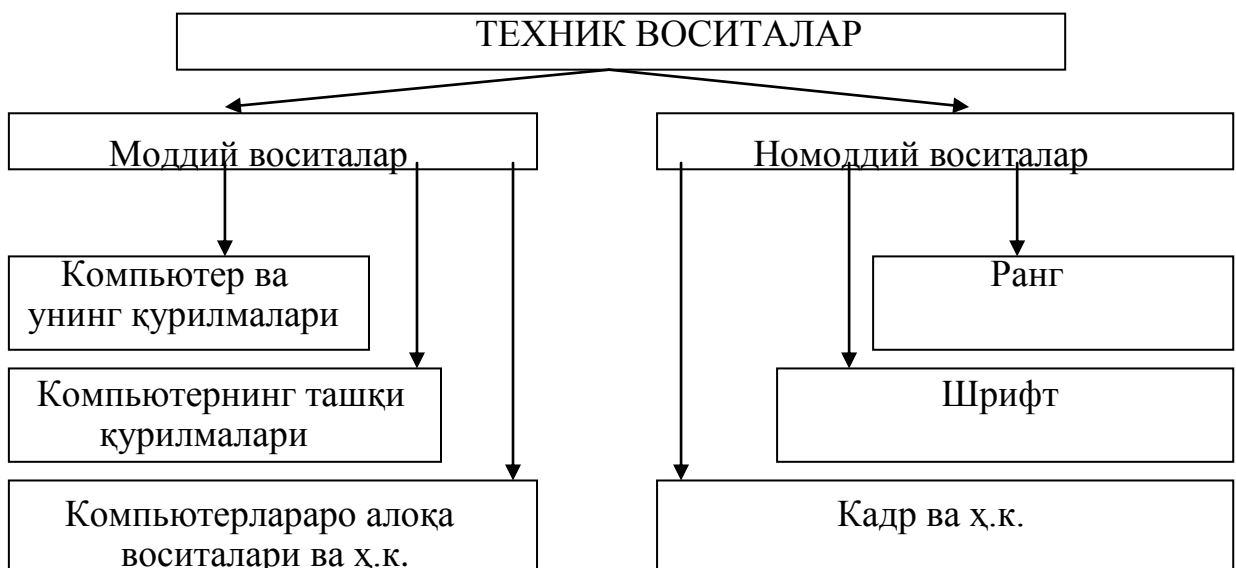 ТЕХНИК ВОСИТАЛАР
Моддий воситалар
Номоддий воситалар
Компьютер ва
унинг қурилмалари
Ранг
Компьютернинг ташқи
қурилмалари
Шрифт
Компьютерлараро алоқа
воситалари ва ҳ.к.
Кадр ва ҳ.к.